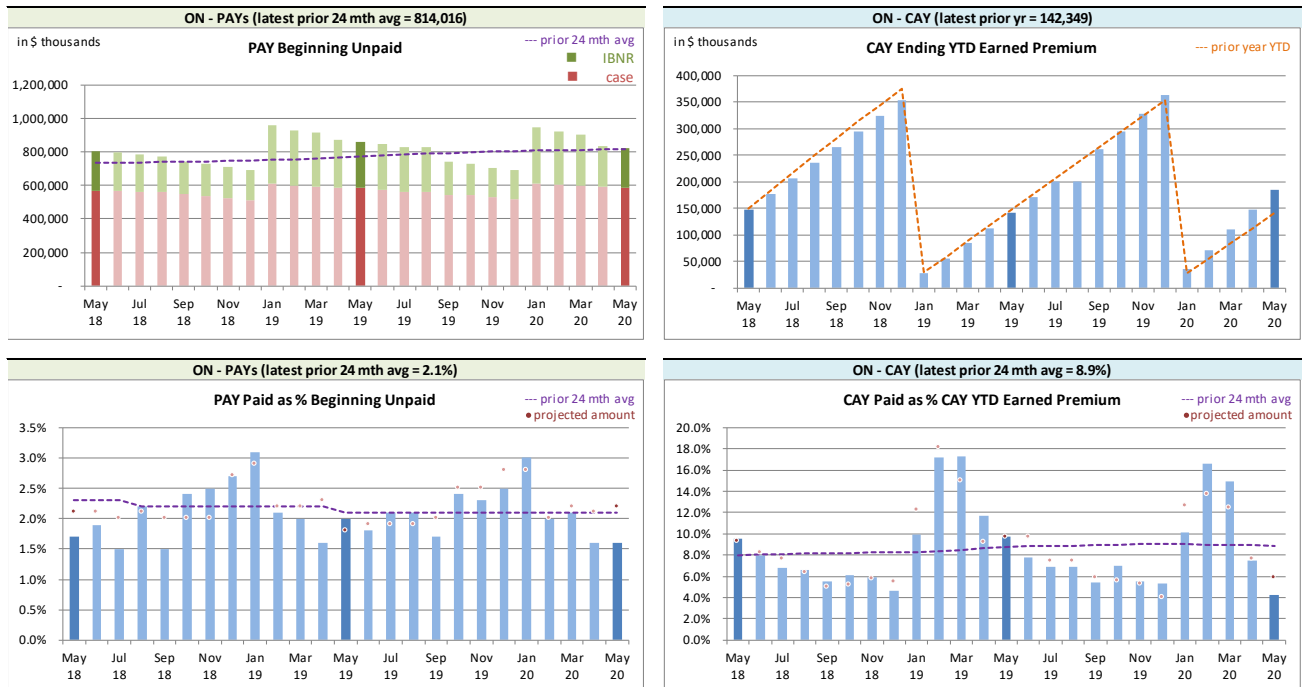 ON - PAYs (latest prior 24 mth avg = 814,016)
in $ thousands
PAY Beginning Unpaid
--- prior 24 mth avg
IBNR
case
1,200,000
1,000,000
800,000
600,000
400,000
200,000
-
May Jul Sep Nov Jan Mar May Jul Sep Nov Jan Mar May
18 18 18 18 19 19 19 19 19 19 20 20 20
ON - CAY (latest prior yr = 142,349)
in $ thousands
CAY Ending YTD Earned Premium
--- prior year YTD
400,000
350,000
300,000
250,000
200,000
150,000
100,000
50,000
-
May Jul Sep Nov Jan Mar May Jul Sep Nov Jan Mar May
18 18 18 18 19 19 19 19 19 19 20 20 20
ON - PAYs (latest prior 24 mth avg = 2.1%)
PAY Paid as % Beginning Unpaid
--- prior 24 mth avg
projected amount
3.5%
3.0%
2.5%
2.0%
1.5%
1.0%
0.5%
0.0%
May Jul Sep Nov Jan Mar May Jul Sep Nov Jan Mar May
18 18 18 18 19 19 19 19 19 19 20 20 20
ON - CAY (latest prior 24 mth avg = 8.9%)
CAY Paid as % CAY YTD Earned Premium
--- prior 24 mth avg
projected amount
20.0%
18.0%
16.0%
14.0%
12.0%
10.0%
8.0%
6.0%
4.0%
2.0%
0.0%
May Jul Sep Nov Jan Mar May Jul Sep Nov Jan Mar May
18 18 18 18 19 19 19 19 19 19 20 20 20